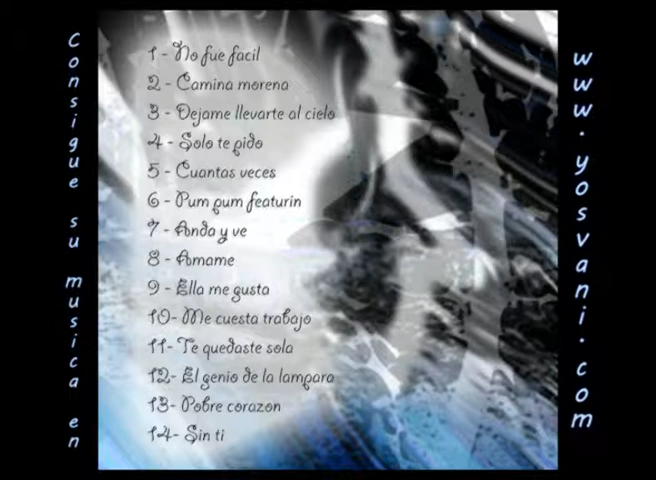 Consigue su musica en
1 - No fue facil
2 - Camina morena
3 - Dejame llevarte al cielo
4 - Solo te pido
5 - Cuantas veces
6 - Pum pum featurin
7 - Anda y ve
8 - Amame
9 - Ella me gusta
10- Me cuesta trabajo
11- Te quedaste sola
12- El genio de la lampara
13- Pobre corazon
14- Sin ti
www.yosvani.com